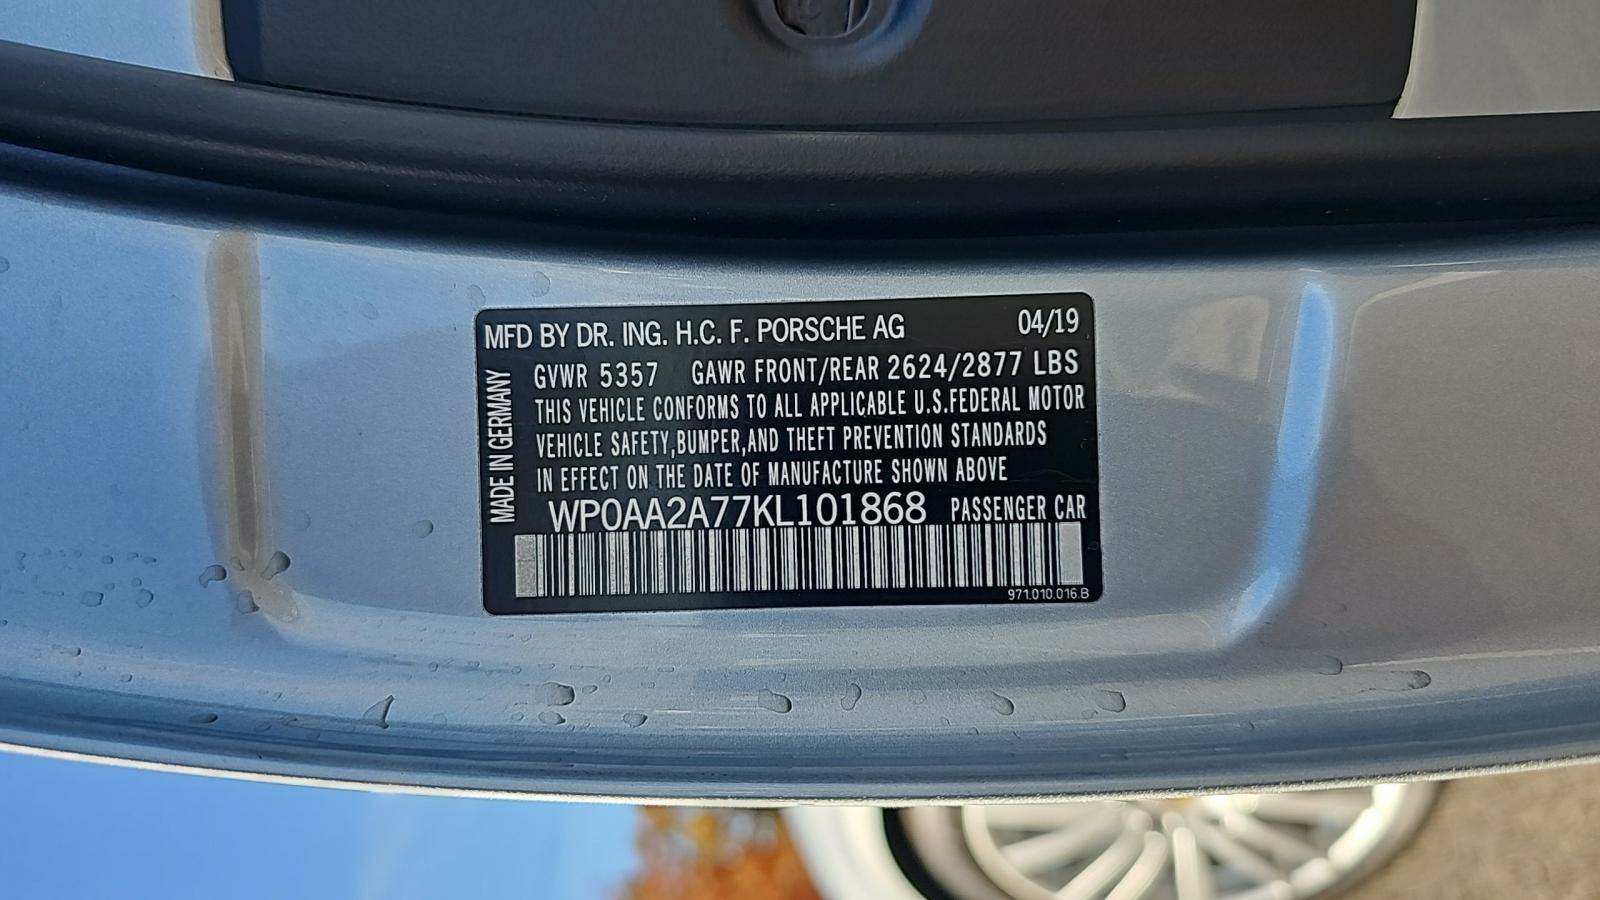 MFD BY DR. ING. H.C. F. PORSCHE AG 04/19
GVWR 5357 GAWR FRONT/REAR 2624/2877 LBS
THIS VEHICLE CONFORMS TO ALL APPLICABLE U.S.FEDERAL MOTOR
VEHICLE SAFETY,BUMPER,AND THEFT PREVENTION STANDARDS
IN EFFECT ON THE DATE OF MANUFACTURE SHOWN ABOVE
MADE IN GERMANY
WP0AA2A77KL101868 PASSENGER CAR
971.010.016.B